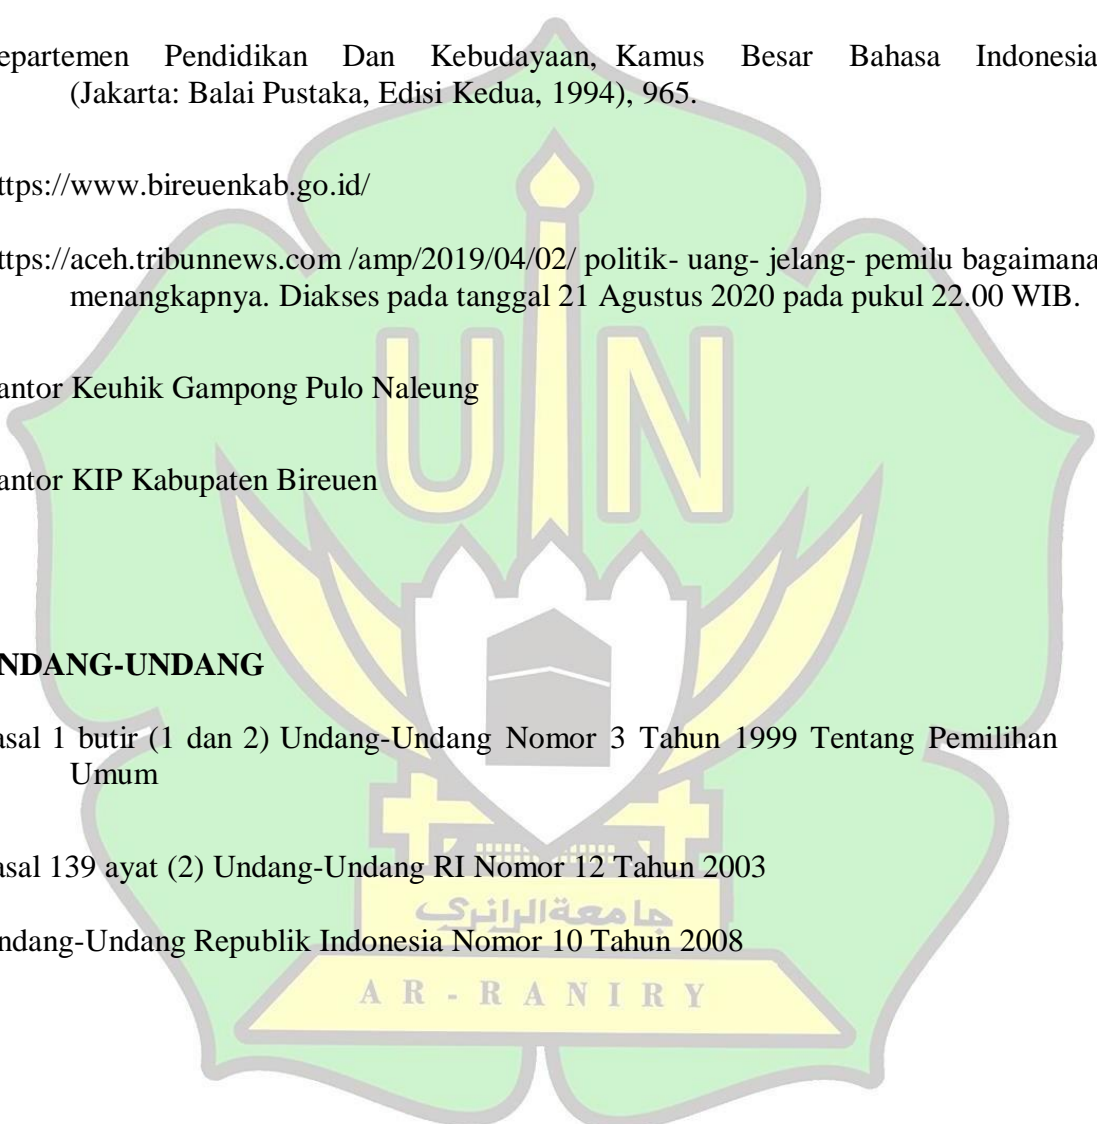 epartemen Pendidikan Dan Kebudayaan, Kamus Besar Bahasa Indonesia
(Jakarta: Balai Pustaka, Edisi Kedua, 1994), 965.
ttps://www.bireuenkab.go.id/
ttps://aceh.tribunnews.com /amp/2019/04/02/ politik- uang- jelang- pemilu bagaimana
menangkapnya. Diakses pada tanggal 21 Agustus 2020 pada pukul 22.00 WIB.
antor Keuhik Gampong Pulo Naleung
UIN
antor KIP Kabupaten Bireuen
NDANG-UNDANG
asal 1 butir (1 dan 2) Undang-Undang Nomor 3 Tahun 1999 Tentang Pemilihan
Umum
asal 139 ayat (2) Undang-Undang RI Nomor 12 Tahun 2003
جامعة الرانري
ndang-Undang Republik Indonesia Nomor 10 Tahun 2008
AR-RANIRY